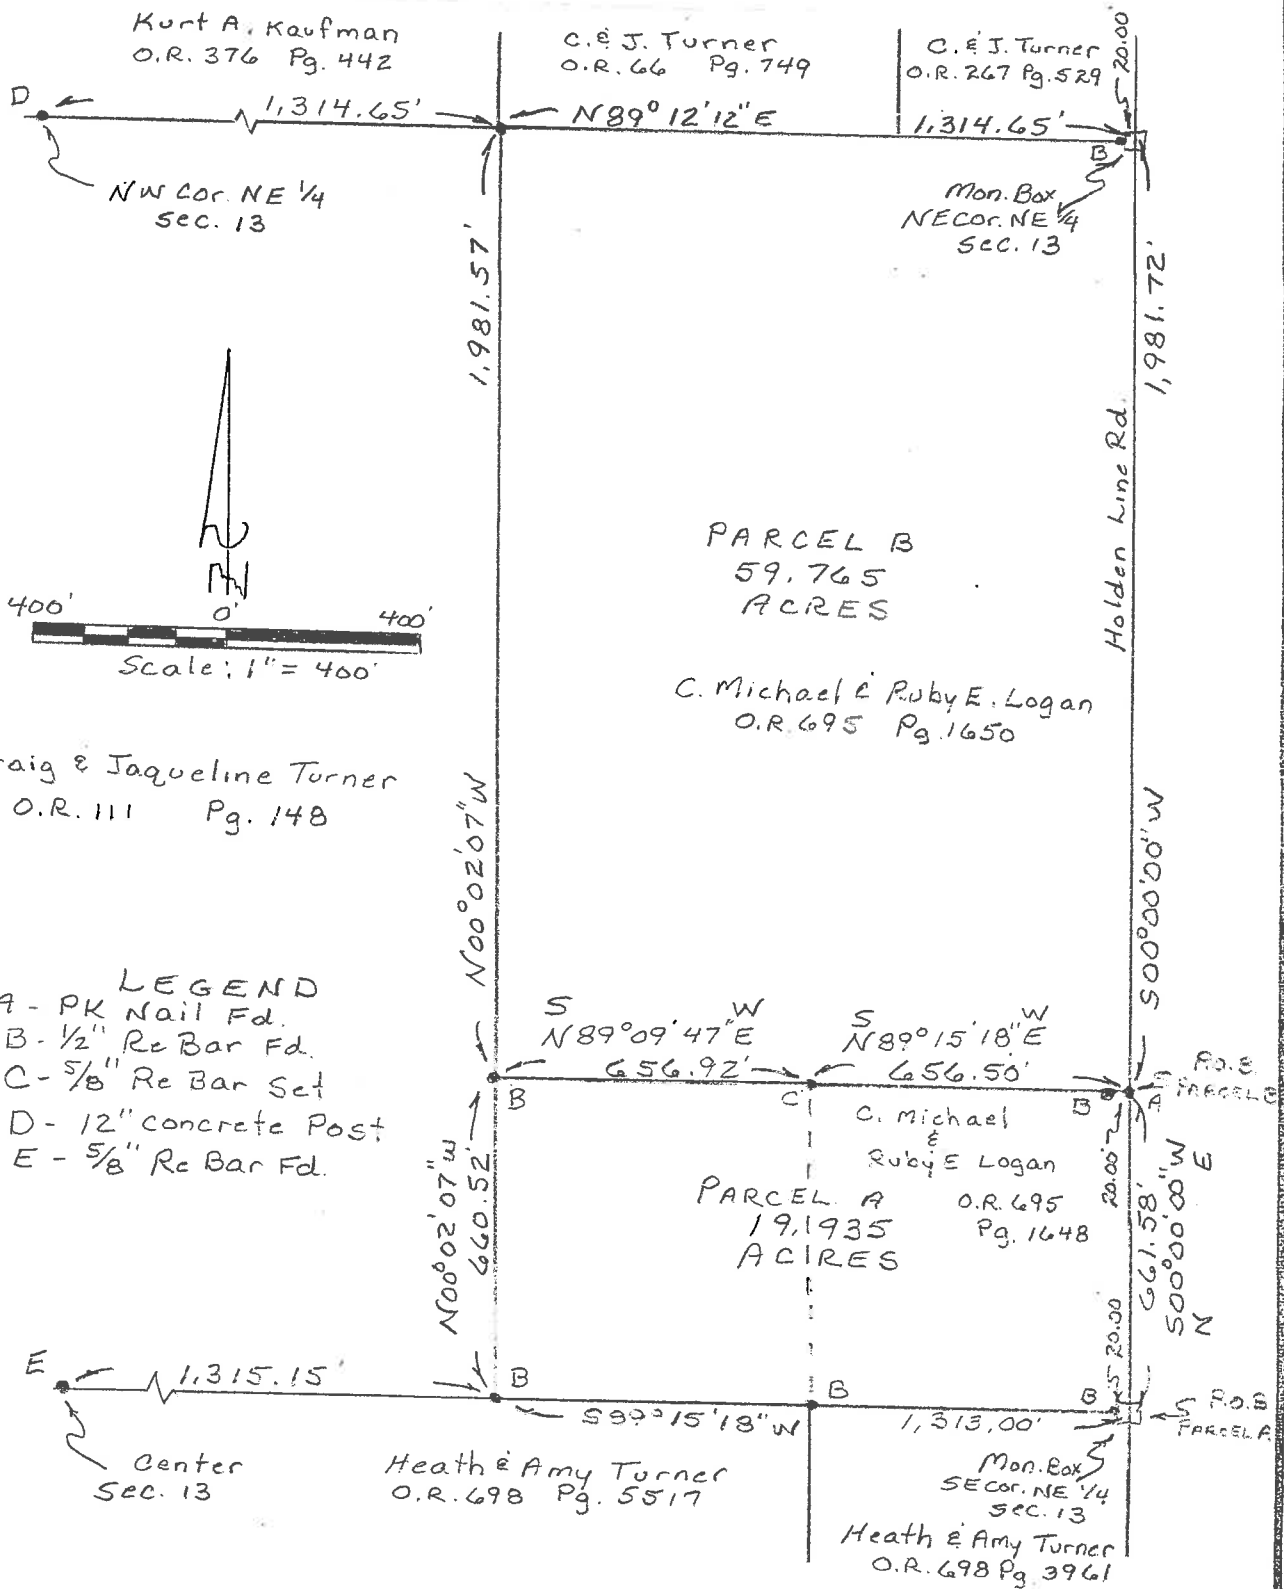 Kurt A. Kaufman
O.R. 376 Pg. 442
C. & J. Turner
O.R. 66 Pg. 749
C. & J. Turner
O.R. 267 Pg. 529
20.00
D
1,314.65'
N89° 12' 12" E
1,314.65'
B
NW Cor. NE 1/4
Sec. 13
Mon. Box
NE Cor. NE 1/4
Sec. 13
1,981.57'
1,981.72'
Holden Line Rd.
N
400' 0' 400'
Scale: 1" = 400'
PARCEL B
59.765
ACRES
C. Michael & Ruby E. Logan
O.R. 695 Pg. 1650
raig & Jaqueline Turner
O.R. 111 Pg. 148
N00° 02' 07" W
S00° 00' 00" W
LEGEND
A - PK Nail Fd.
B - 1/2" Re Bar Fd.
C - 5/8" Re Bar Set
D - 12" Concrete Post
E - 5/8" Re Bar Fd.
S W
N89° 09' 47" E
656.92'
S W
N89° 15' 18" E
656.50'
B
C
B
A
P.O.B.
PARCEL B
C. Michael
&
Ruby E Logan
O.R. 695
Pg. 1648
20.00'
PARCEL A
19.1935
ACRES
N00° 02' 07" W
660.52'
661.58'
S00° 00' 00" W
N E
20.00
E
1,315.15'
B
B
B
S89° 15' 18" W
1,313.00'
P.O.B
PARCEL A
Center
Sec. 13
Heath & Amy Turner
O.R. 698 Pg. 5517
Mon. Box
SE Cor. NE 1/4
Sec. 13
Heath & Amy Turner
O.R. 698 Pg 3961